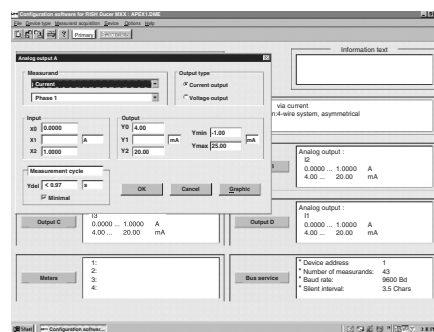 Configuration software for RISH Ducer MXX : APEX1.DME
File Device type Measurand acquisition Service Options Help
Primary
Information text
Analog output A
Measurand
Current
Phase 1
Output type
Current output
Voltage output
via current
n:4-wire system, asymmetrical
Input
X0 0.0000
X1 A
X2 1.0000
Output
Y0 4.00
Y1 mA
Y2 20.00
Ymin -1.00
Ymax 25.00
Measurement cycle
Ydel < 0.97 s
Minimal
OK Cancel Graphic
Analog output :
I2
0.0000 ... 1.0000 A
4.00 ... 20.00 mA
Output C
I3
0.0000 ... 1.0000 A
4.00 ... 20.00 mA
Output D
Analog output :
I1
0.0000 ... 1.0000 A
4.00 ... 20.00 mA
Meters
1:
2:
3:
4:
Bus service
* Device address 1
* Number of measurands: 43
* Baud rate: 9600 Bd
* Silent interval: 3.5 Chars
Start Configuration softwar...